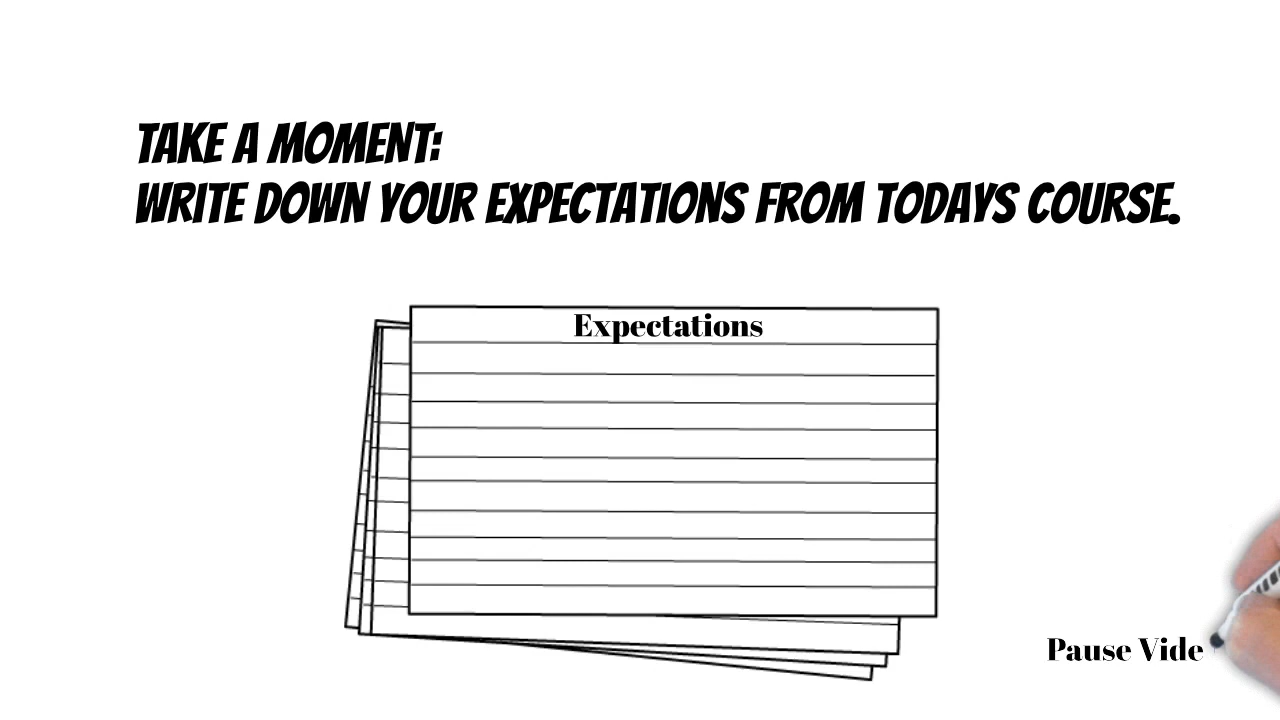 TAKE A MOMENT:
WRITE DOWN YOUR EXPECTATIONS FROM TODAYS COURSE.
Expectations
Pause Vide